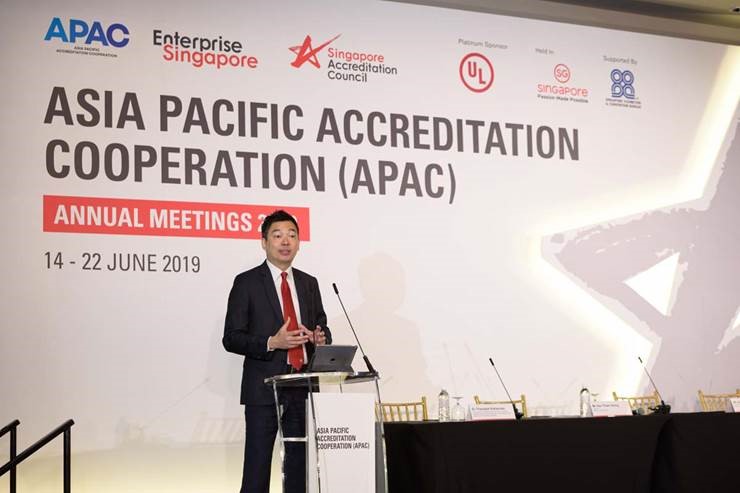 APAC
ASIA PACIFIC
ACCREDITATION COOPERATION
Enterprise
Singapore
Singapore
Accreditation
Council
Platinum Sponsor
UL
Held In
SG
SINGAPORE
Passion Made Possible
Supported By
ASIA PACIFIC ACCREDITATION
COOPERATION (APAC)
ANNUAL MEETINGS
14 - 22 JUNE 2019
ASIA PACIFIC
ACCREDITATION
COOPERATION (APAC)